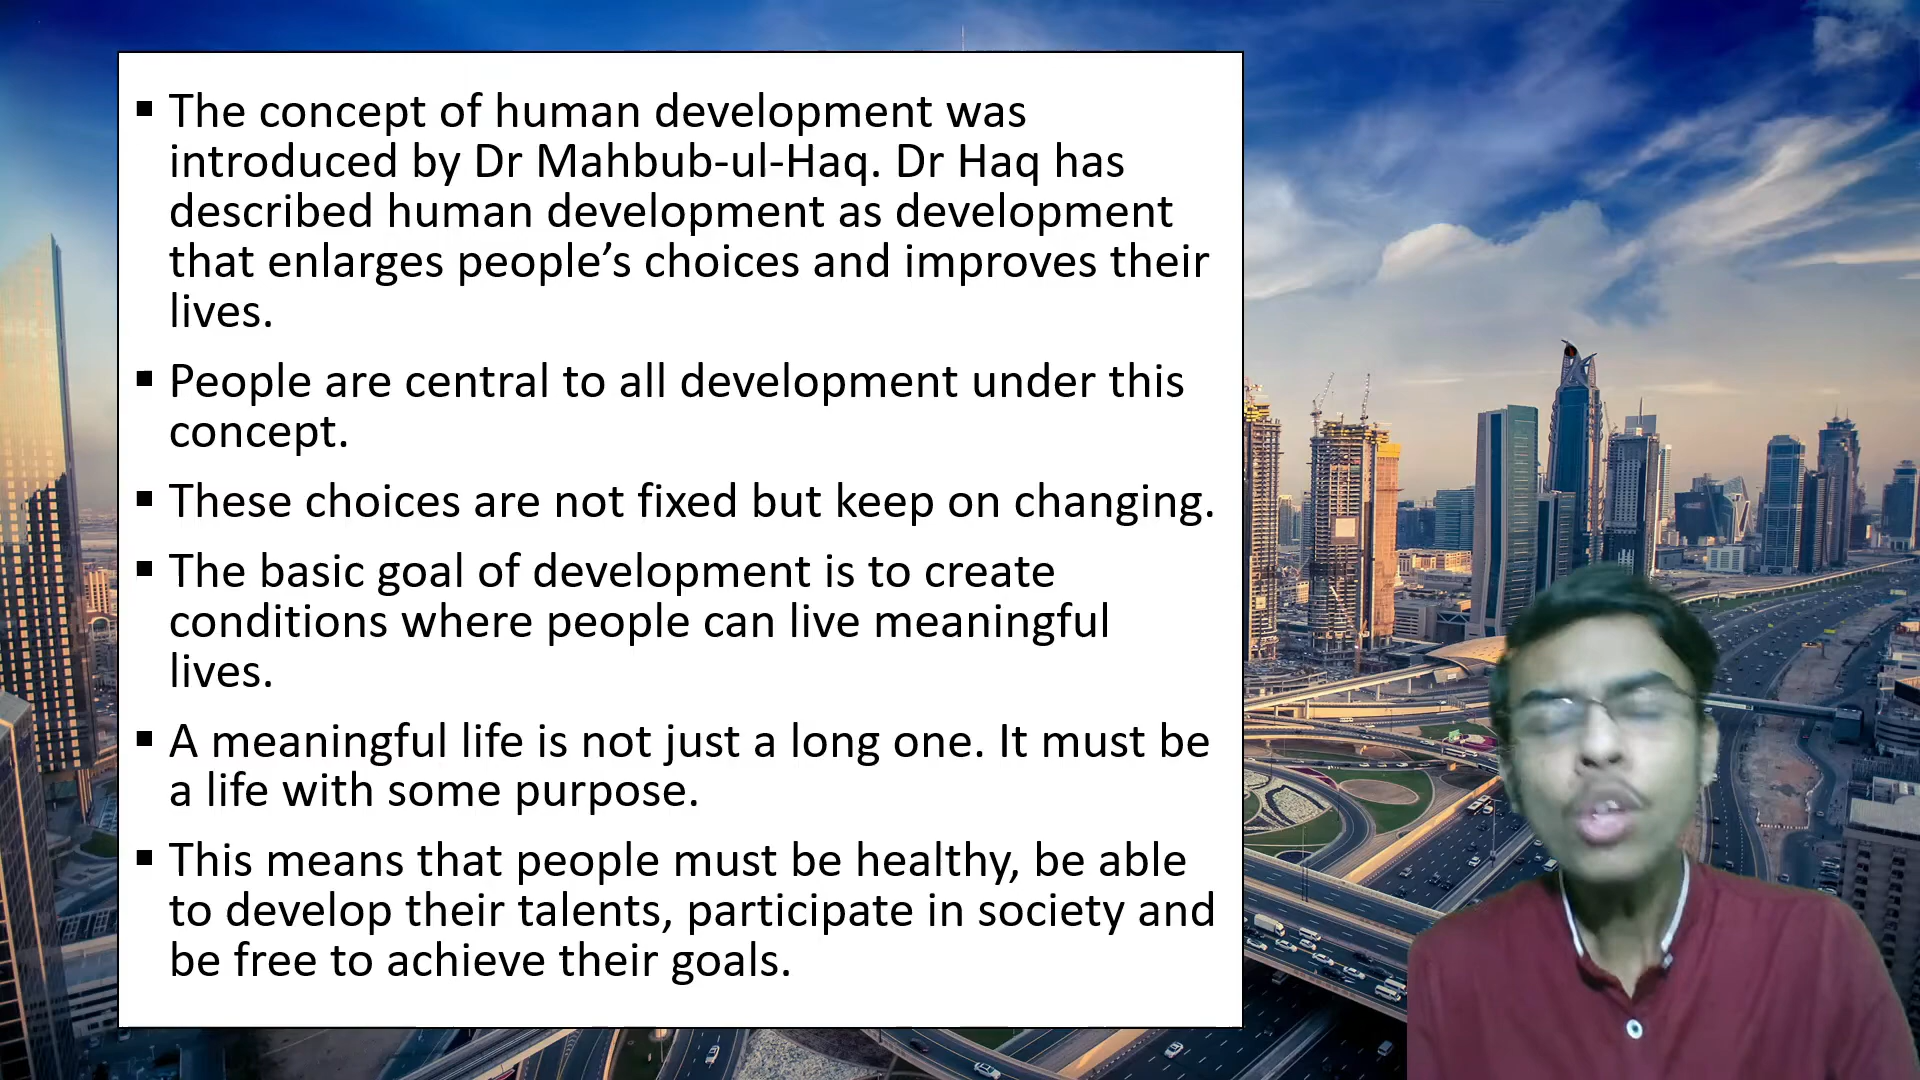 ▪ The concept of human development was
introduced by Dr Mahbub-ul-Haq. Dr Haq has
described human development as development
that enlarges people’s choices and improves their
lives.
▪ People are central to all development under this
concept.
▪ These choices are not fixed but keep on changing.
▪ The basic goal of development is to create
conditions where people can live meaningful
lives.
▪ A meaningful life is not just a long one. It must be
a life with some purpose.
▪ This means that people must be healthy, be able
to develop their talents, participate in society and
be free to achieve their goals.